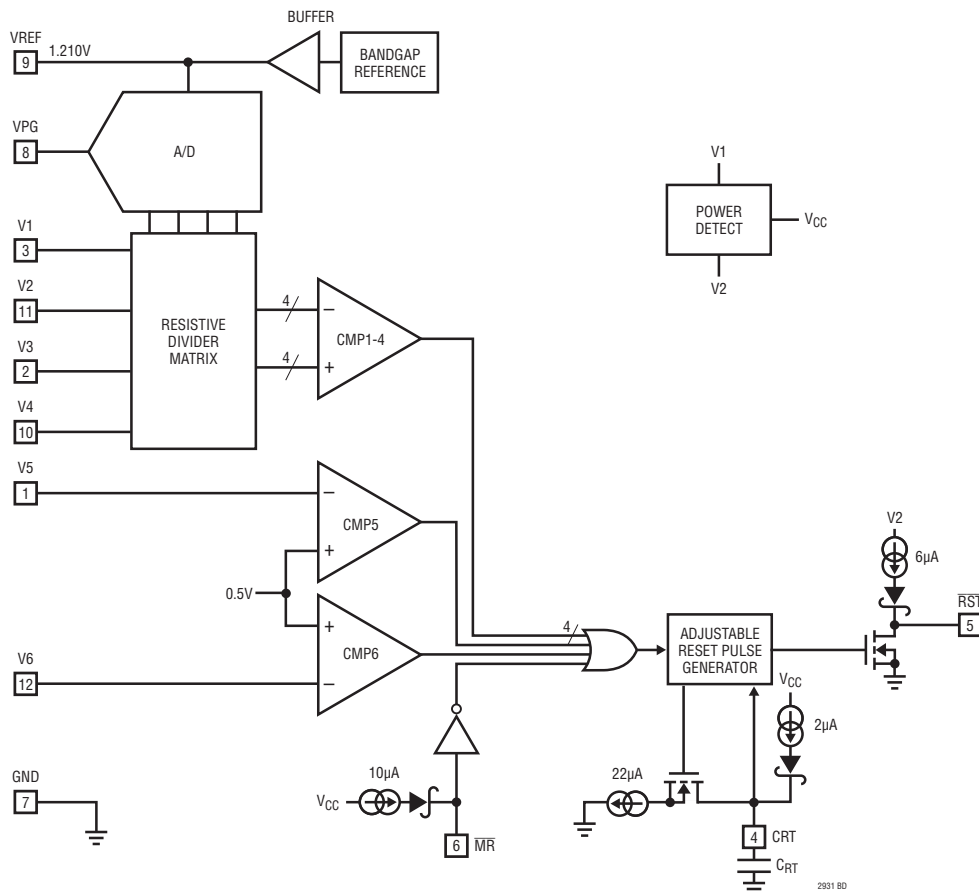 BUFFER
VREF
9
1.210V
BANDGAP
REFERENCE
VPG
8
A/D
V1
POWER
DETECT
VCC
V2
V1
3
V2
11
V3
2
V4
10
RESISTIVE
DIVIDER
MATRIX
4
4
−
+
CMP1-4
V5
1
−
+
CMP5
0.5V
+
−
CMP6
V6
12
4
ADJUSTABLE
RESET PULSE
GENERATOR
V2
6µA
RST
5
VCC
2µA
22µA
GND
7
10µA
VCC
6
MR
4
CRT
CRT
2931 BD